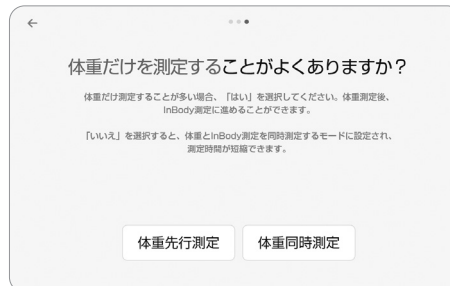 体重だけを測定することがよくありますか？
体重だけ測定することが多い場合、「はい」を選択してください。体重測定後、
InBody測定に進めることができます。
「いいえ」を選択すると、体重とInBody測定を同時測定するモードに設定され、
測定時間が短縮できます。
体重先行測定
体重同時測定